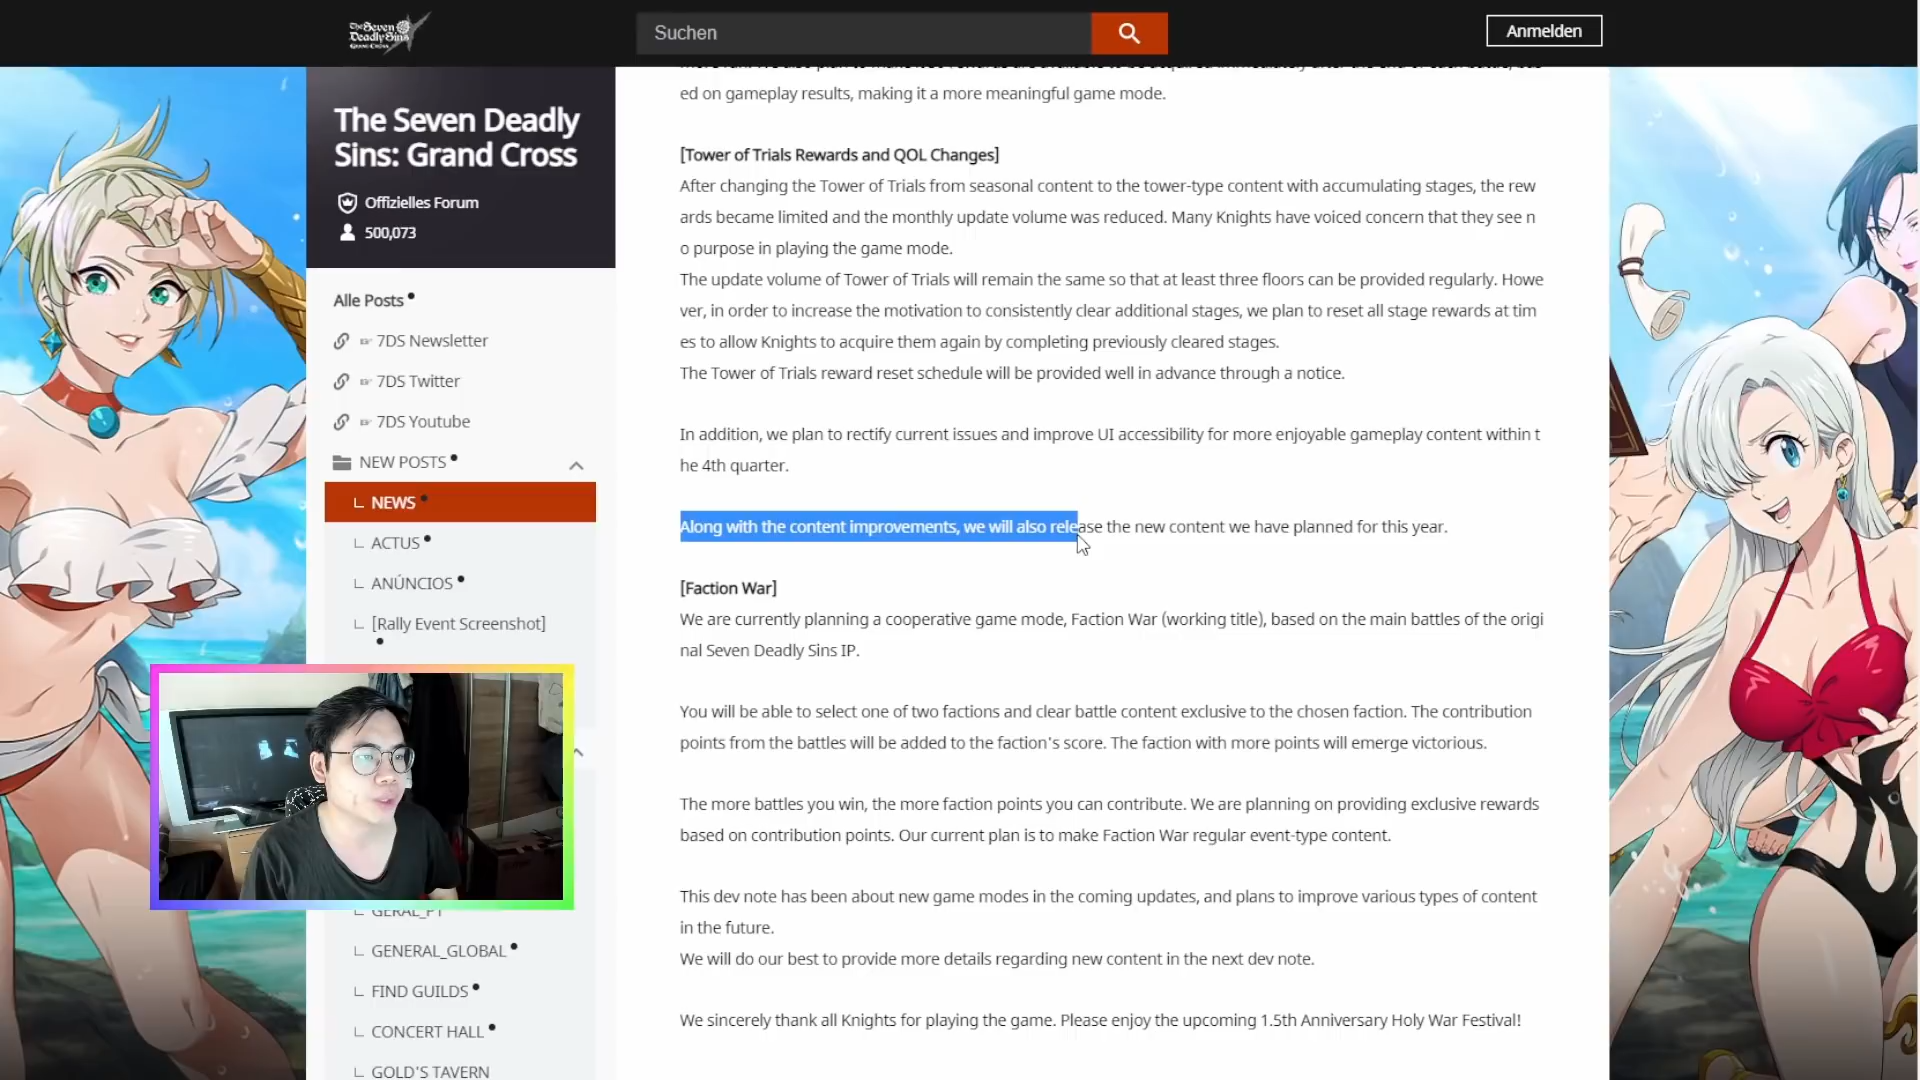 The Seven
Deadly Sins
GRAND CROSS
Suchen
Anmelden
The Seven Deadly
Sins: Grand Cross
Offizielles Forum
500,073
Alle Posts
7DS Newsletter
7DS Twitter
7DS Youtube
NEW POSTS
NEWS
ACTUS
ANÚNCIOS
[Rally Event Screenshot]
GERAL_PT
GENERAL_GLOBAL
FIND GUILDS
CONCERT HALL
GOLD'S TAVERN
ed on gameplay results, making it a more meaningful game mode.
[Tower of Trials Rewards and QOL Changes]
After changing the Tower of Trials from seasonal content to the tower-type content with accumulating stages, the rew
ards became limited and the monthly update volume was reduced. Many Knights have voiced concern that they see n
o purpose in playing the game mode.
The update volume of Tower of Trials will remain the same so that at least three floors can be provided regularly. Howe
ver, in order to increase the motivation to consistently clear additional stages, we plan to reset all stage rewards at tim
es to allow Knights to acquire them again by completing previously cleared stages.
The Tower of Trials reward reset schedule will be provided well in advance through a notice.
In addition, we plan to rectify current issues and improve UI accessibility for more enjoyable gameplay content within t
he 4th quarter.
Along with the content improvements, we will also release the new content we have planned for this year.
[Faction War]
We are currently planning a cooperative game mode, Faction War (working title), based on the main battles of the origi
nal Seven Deadly Sins IP.
You will be able to select one of two factions and clear battle content exclusive to the chosen faction. The contribution
points from the battles will be added to the faction's score. The faction with more points will emerge victorious.
The more battles you win, the more faction points you can contribute. We are planning on providing exclusive rewards
based on contribution points. Our current plan is to make Faction War regular event-type content.
This dev note has been about new game modes in the coming updates, and plans to improve various types of content
in the future.
We will do our best to provide more details regarding new content in the next dev note.
We sincerely thank all Knights for playing the game. Please enjoy the upcoming 1.5th Anniversary Holy War Festival!